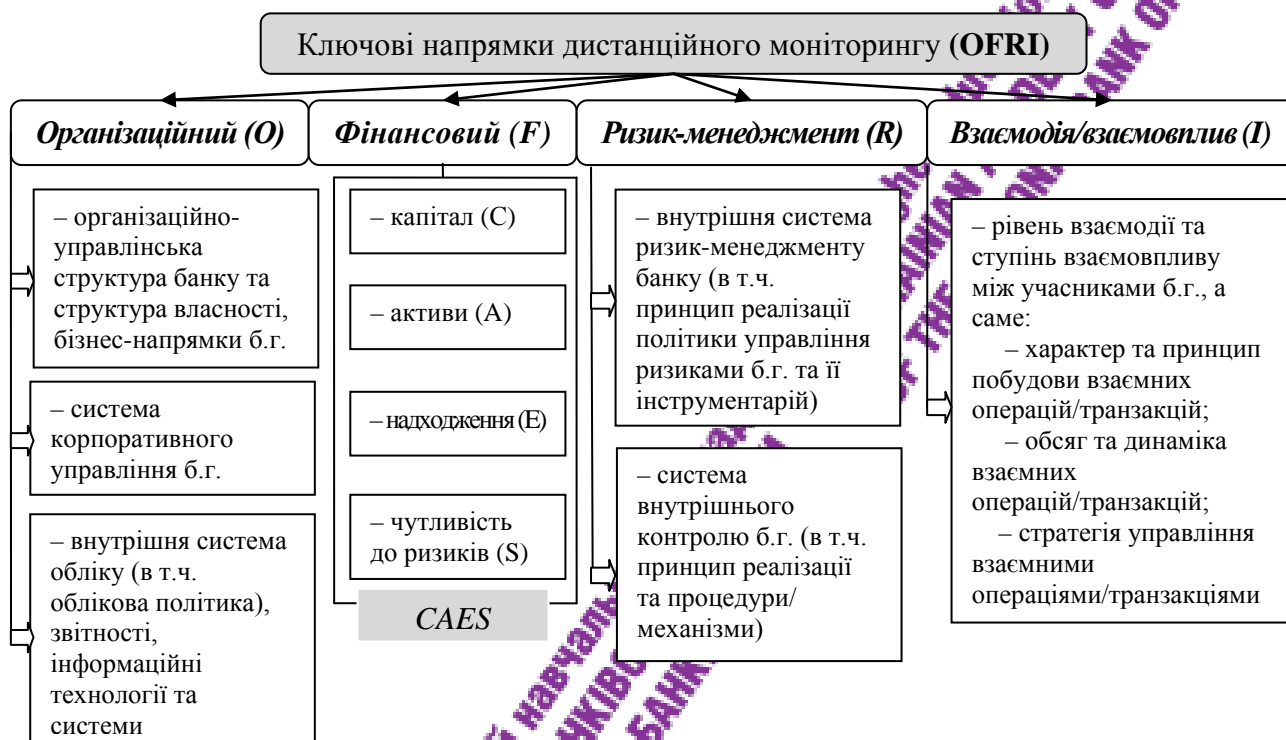 Ключові напрямки дистанційного моніторингу (OFRI)
Організаційний (О)
Фінансовий (F)
Ризик-менеджмент (R)
Взаємодія/взаємовплив (I)
– організаційно-
управлінська
структура банку та
структура власності,
бізнес-напрямки б.г.
– система
корпоративного
управління б.г.
– внутрішня система
обліку (в т.ч.
облікова політика),
звітності,
інформаційні
технології та
системи
– капітал (С)
– активи (А)
– надходження (Е)
– чутливість
до ризиків (S)
CAES
– внутрішня система
ризик-менеджменту
банку (в т.ч.
принцип реалізації
політики управління
ризиками б.г. та її
інструментарій)
– система
внутрішнього
контролю б.г. (в т.ч.
принцип реалізації
та процедури/
механізми)
– рівень взаємодії та
ступінь взаємовпливу
між учасниками б.г., а
саме:
– характер та принцип
побудови взаємних
операцій/транзакцій;
– обсяг та динаміка
взаємних
операцій/транзакцій;
– стратегія управління
взаємними
операціями/транзакціями
BANK
THE